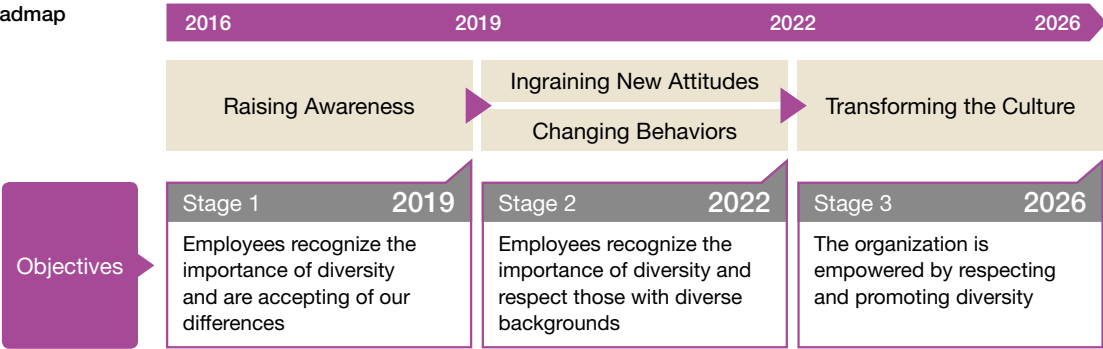 admap
2016 2019 2022 2026
Raising Awareness
Ingraining New Attitudes
Changing Behaviors
Transforming the Culture
Objectives
Stage 1 2019
Employees recognize the
importance of diversity
and are accepting of our
differences
Stage 2 2022
Employees recognize the
importance of diversity and
respect those with diverse
backgrounds
Stage 3 2026
The organization is
empowered by respecting
and promoting diversity